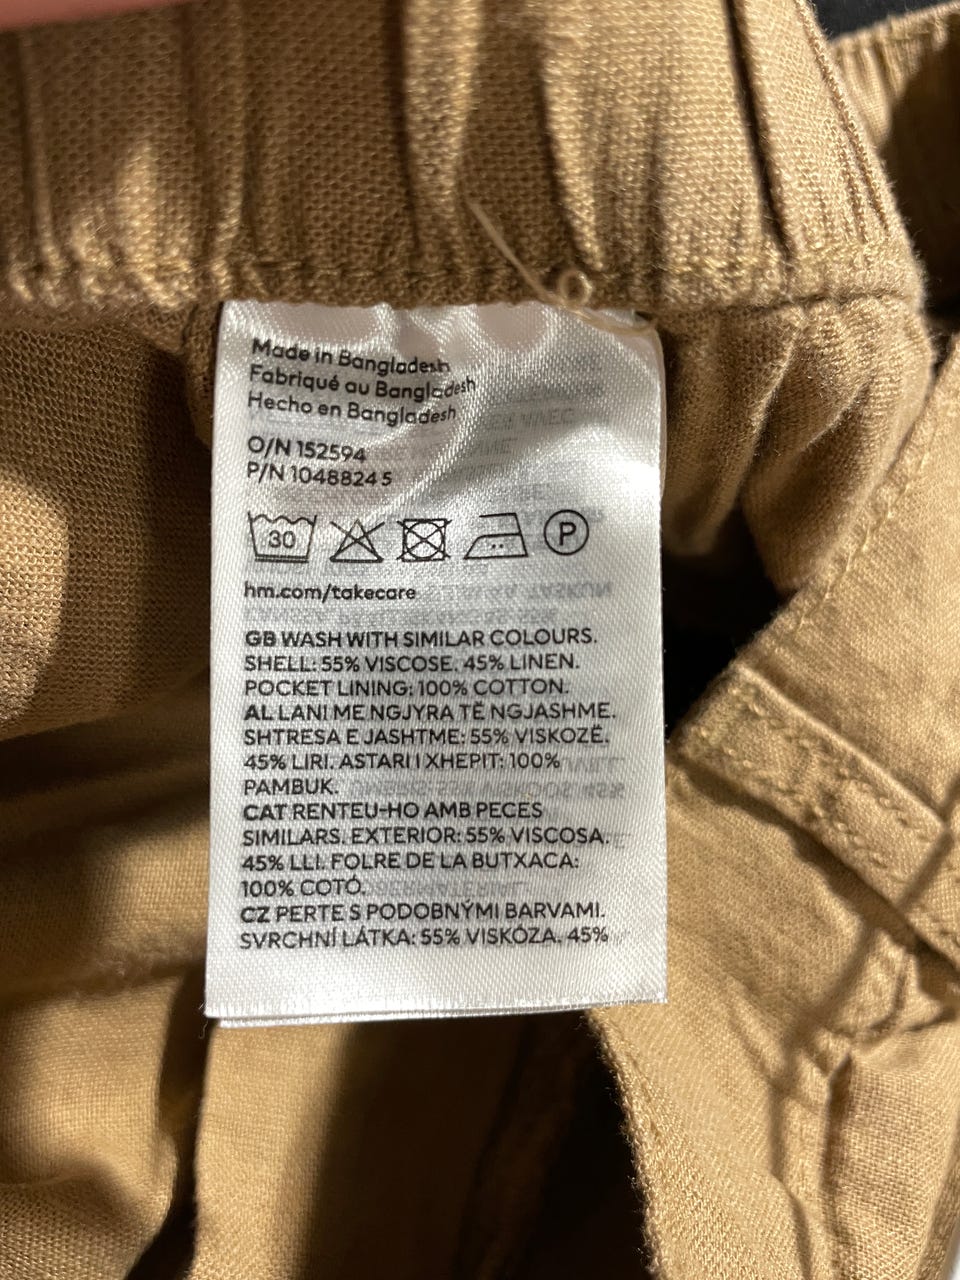 Made in Bangladesh
Fabriqué au Bangladesh
Hecho en Bangladesh
O/N 152594
P/N 1048824 5
30 P
hm.com/takecare
GB WASH WITH SIMILAR COLOURS.
SHELL: 55% VISCOSE. 45% LINEN.
POCKET LINING: 100% COTTON.
AL LANI ME NGJYRA TË NGJASHME.
SHTRESA E JASHTME: 55% VISKOZË.
45% LIRI. ASTARI I XHEPIT: 100%
PAMBUK.
CAT RENTEU-HO AMB PECES
SIMILARS. EXTERIOR: 55% VISCOSA.
45% LLI. FOLRE DE LA BUTXACA:
100% COTÓ.
CZ PERTE S PODOBNÝMI BARVAMI.
SVRCHNÍ LÁTKA: 55% VISKÓZA. 45%